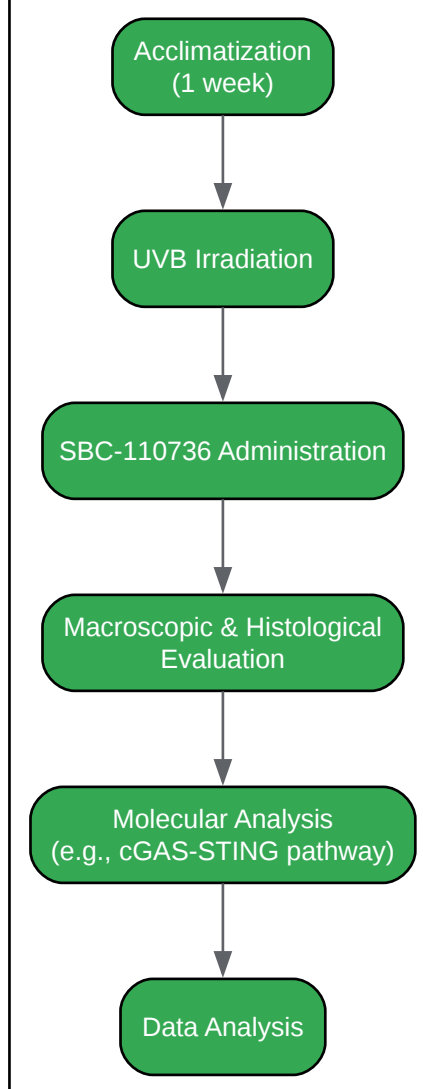 Acclimatization
(1 week)
UVB Irradiation
SBC-110736 Administration
Macroscopic & Histological
Evaluation
Molecular Analysis
(e.g., cGAS-STING pathway)
Data Analysis